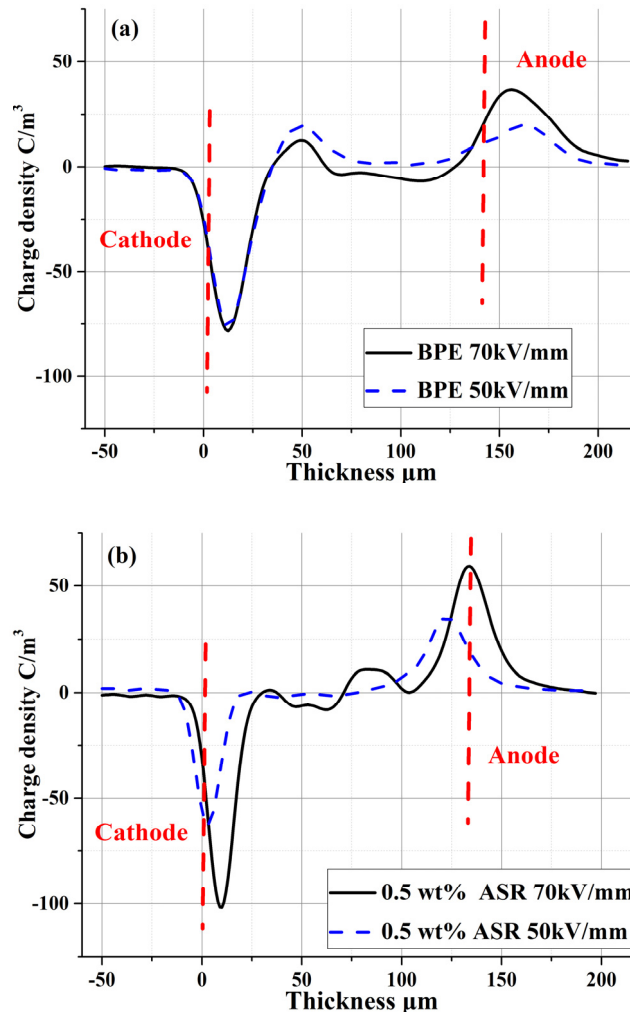 (a)
Anode
Cathode
Charge density C/m³
50
0
-50
-100
BPE 70kV/mm
BPE 50kV/mm
-50 0 50 100 150 200
Thickness μm
(b)
Anode
Cathode
Charge density C/m³
50
0
-50
-100
0.5 wt% ASR 70kV/mm
0.5 wt% ASR 50kV/mm
-50 0 50 100 150 200
Thickness μm